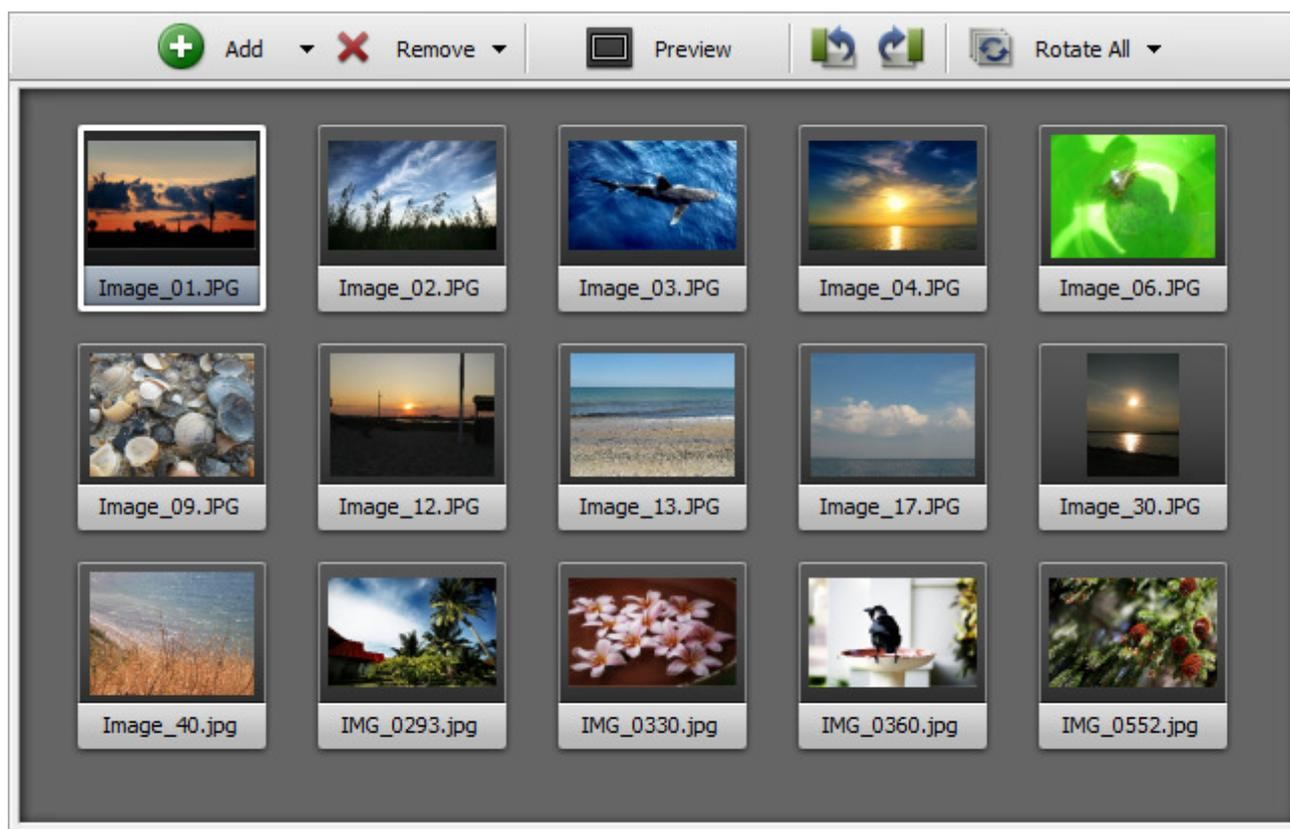 Add Remove Preview Rotate All
Image_01.JPG Image_02.JPG Image_03.JPG Image_04.JPG Image_06.JPG
Image_09.JPG Image_12.JPG Image_13.JPG Image_17.JPG Image_30.JPG
Image_40.jpg IMG_0293.jpg IMG_0330.jpg IMG_0360.jpg IMG_0552.jpg